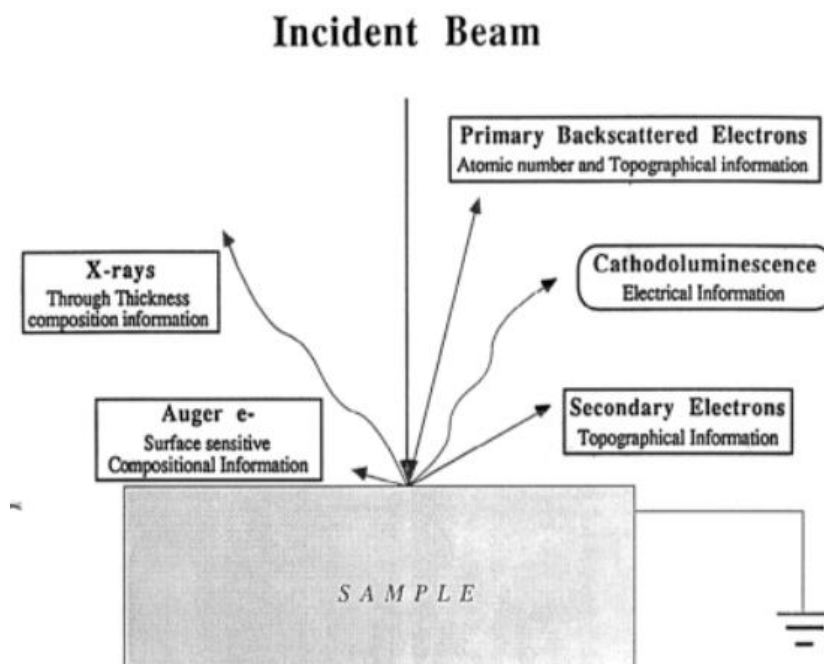 Incident Beam
Primary Backscattered Electrons
Atomic number and Topographical information
X-rays
Through Thickness
composition information
Cathodoluminescence
Electrical Information
Auger e-
Surface sensitive
Compositional Information
Secondary Electrons
Topographical Information
SAMPLE